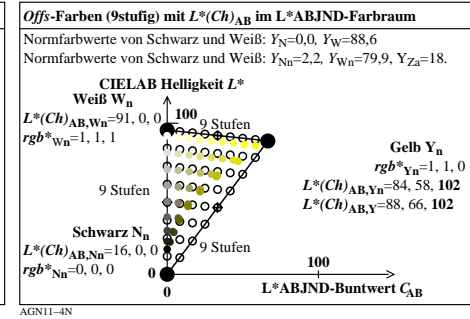 Offs-Farben (9stufig) mit L*(Ch)AB im L*ABJND-Farbraum
Normfarbwerte von Schwarz und Weiß: YN=0,0, YW=88,6
Normfarbwerte von Schwarz und Weiß: YNn=2,2, YWn=79,9, YZa=18.
CIELAB Helligkeit L*
Weiß Wn
L*(Ch)AB,Wn=91, 0, 0
rgb*Wn=1, 1, 1
100
9 Stufen
Gelb Yn
rgb*Yn=1, 1, 0
L*(Ch)AB,Yn=84, 58, 102
L*(Ch)AB,Y=88, 66, 102
9 Stufen
Schwarz Nn
L*(Ch)AB,Nn=16, 0, 0
rgb*Nn=0, 0, 0
9 Stufen
0
100
0
L*ABJND-Buntwert CAB
AGN11-4N